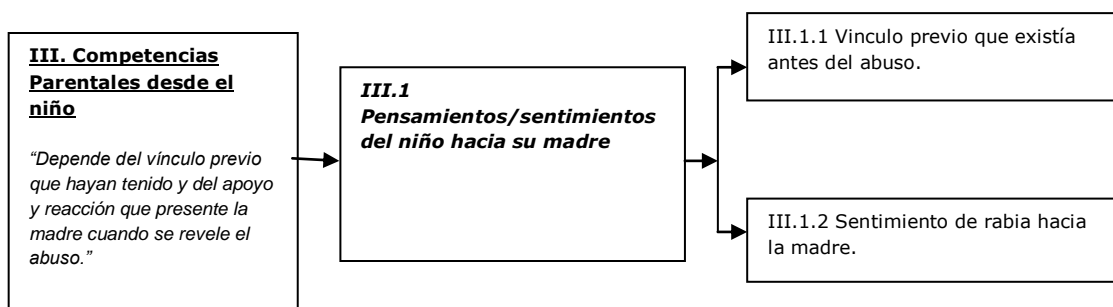 III. Competencias
Parentales desde el
niño
“Depende del vínculo previo
que hayan tenido y del apoyo
y reacción que presente la
madre cuando se revele el
abuso.”
III.1
Pensamientos/sentimientos
del niño hacia su madre
III.1.1 Vinculo previo que existía
antes del abuso.
III.1.2 Sentimiento de rabia hacia
la madre.